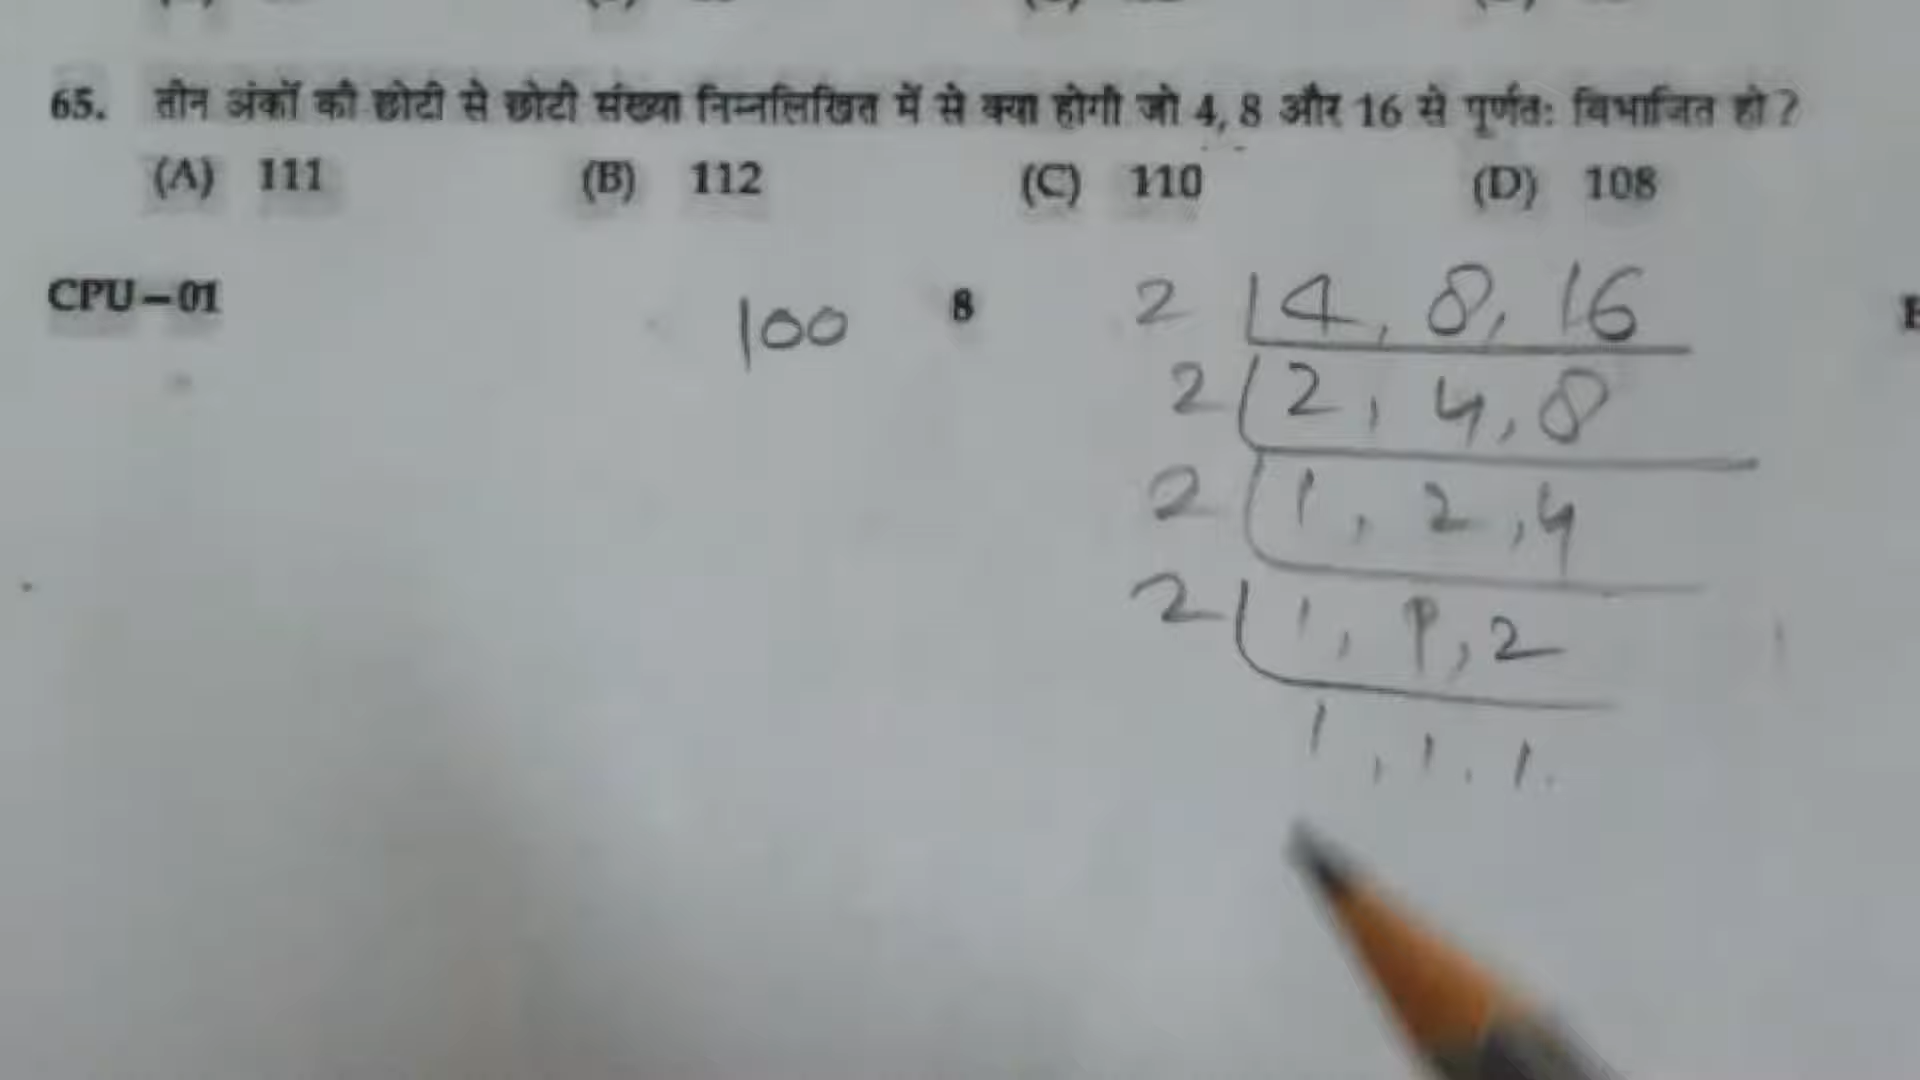 65. तीन अंकों की छोटी से छोटी संख्या निम्नलिखित में से क्या होगी जो 4, 8 और 16 से पूर्णतः विभाजित हो ?
(A) 111 (B) 112 (C) 110 (D) 108
CPU-01 8
100
2 4, 8, 16
2 2, 4, 8
2 1, 2, 4
2 1, 1, 2
1, 1, 1.